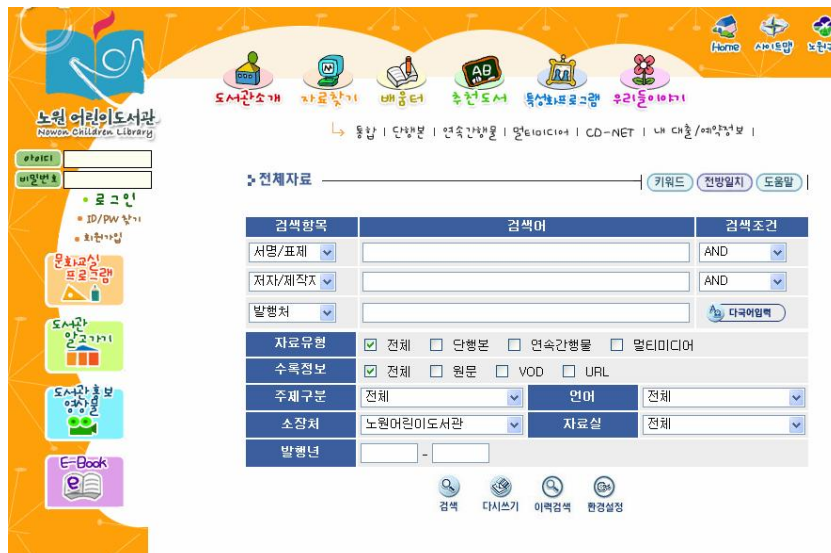 Home 사이트맵
도서관소개 자료찾기 배움터 추천도서 특성화프로그램 우리들이야기
노원 어린이도서관
Nowon Children Library
통합 | 단행본 | 연속간행물 | 멀티미디어 | CD-NET | 내 대출/예약정보 |
아이디
비밀번호
로그인
ID/PW 찾기
회원가입
문화교실
프로그램
도서관
알고가기
도서관홍보
영상물
E-Book
전체자료 키워드 전방일치 도움말
검색항목 검색어 검색조건
서명/표제 AND
저자/제작자 AND
발행처 다국어입력
자료유형 전체 단행본 연속간행물 멀티미디어
수록정보 전체 원문 VOD URL
주제구분 전체 언어 전체
소장처 노원어린이도서관 자료실 전체
발행년 -
검색 다시쓰기 이력검색 환경설정